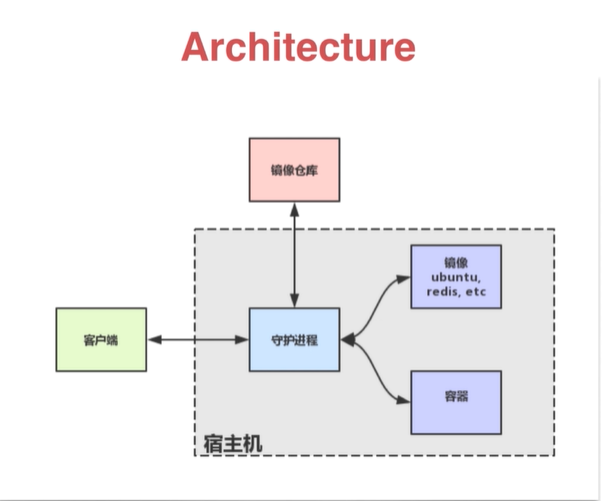 Architecture
镜像仓库
镜像
ubuntu,
redis, etc
客户端
守护进程
容器
宿主机